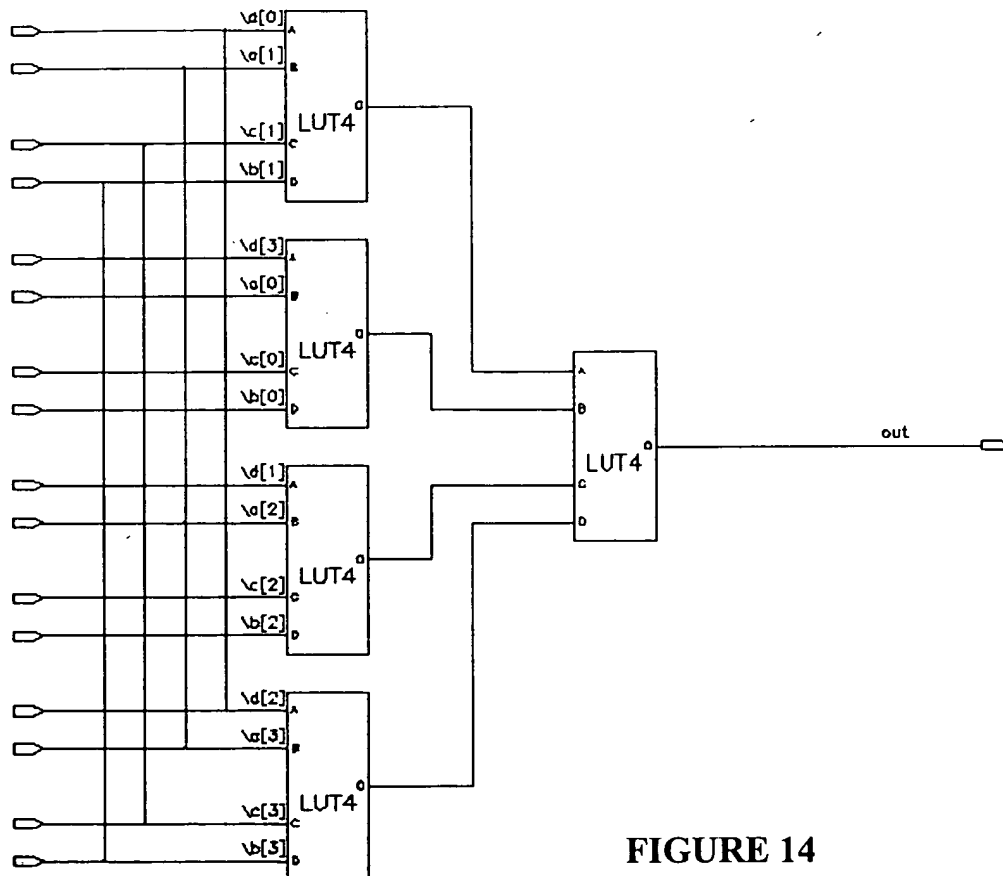 \d[0]
A
\a[1]
B
O
LUT4
\c[1]
C
\b[1]
D
\d[3]
A
\a[0]
B
O
LUT4
\c[0]
C
\b[0]
D
A
B
O
out
LUT4
C
D
\d[1]
A
\a[2]
B
O
LUT4
\c[2]
C
\b[2]
D
\d[2]
A
\a[3]
B
O
LUT4
\c[3]
C
\b[3]
D
FIGURE 14